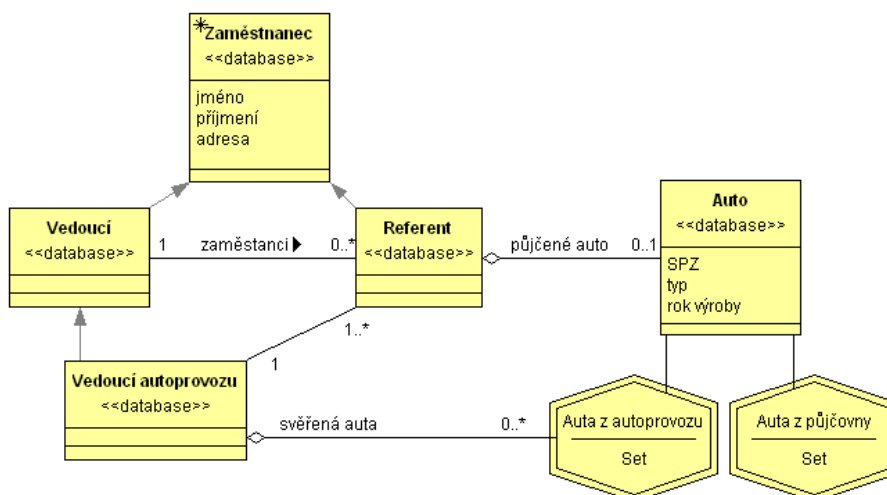 Zaměstnanec
<<database>>
jméno
příjmení
adresa
Vedoucí
<<database>>
1
zaměstanci
0..*
Referent
<<database>>
půjčené auto
0..1
Auto
<<database>>
SPZ
typ
rok výroby
1..*
1
Vedoucí autoprovozu
<<database>>
svěřená auta
0..*
Auta z autoprovozu
Set
Auta z půjčovny
Set